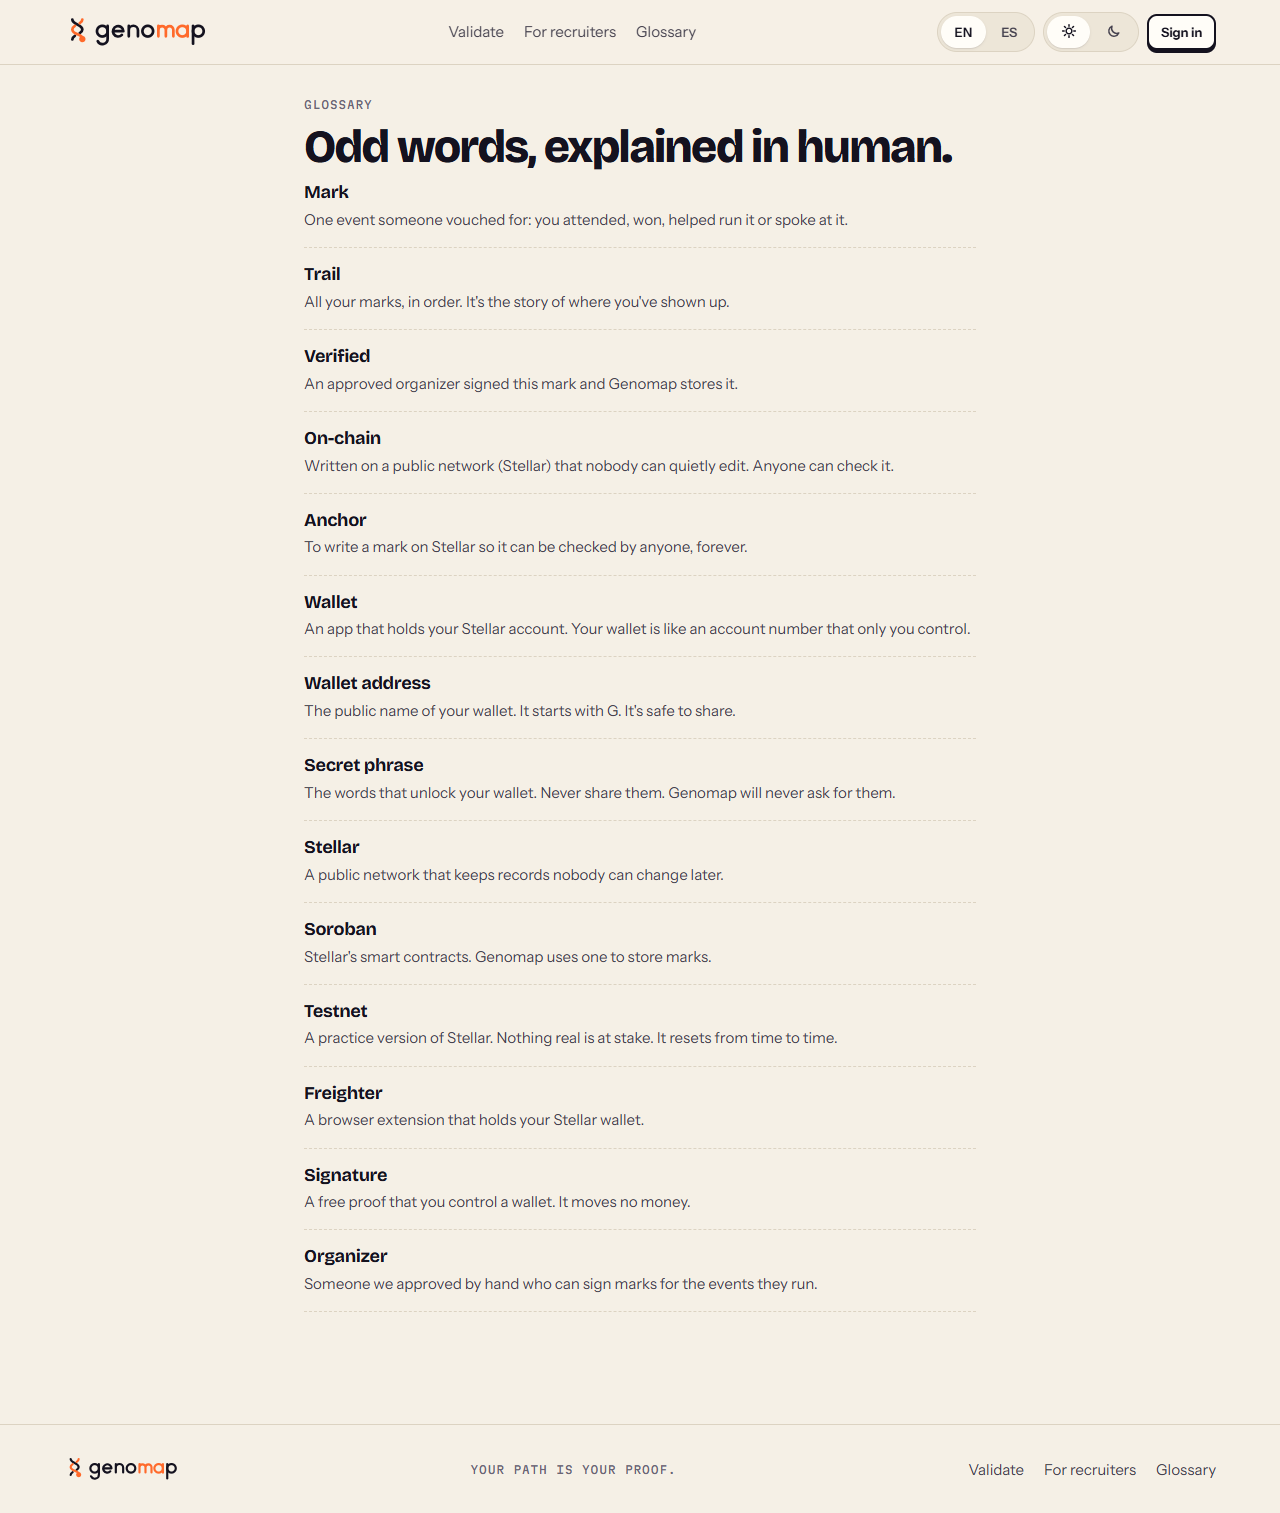 genomap
Validate
For recruiters
Glossary
EN
ES
Sign in
GLOSSARY
Odd words, explained in human.
Mark
One event someone vouched for: you attended, won, helped run it or spoke at it.
Trail
All your marks, in order. It's the story of where you've shown up.
Verified
An approved organizer signed this mark and Genomap stores it.
On-chain
Written on a public network (Stellar) that nobody can quietly edit. Anyone can check it.
Anchor
To write a mark on Stellar so it can be checked by anyone, forever.
Wallet
An app that holds your Stellar account. Your wallet is like an account number that only you control.
Wallet address
The public name of your wallet. It starts with G. It's safe to share.
Secret phrase
The words that unlock your wallet. Never share them. Genomap will never ask for them.
Stellar
A public network that keeps records nobody can change later.
Soroban
Stellar's smart contracts. Genomap uses one to store marks.
Testnet
A practice version of Stellar. Nothing real is at stake. It resets from time to time.
Freighter
A browser extension that holds your Stellar wallet.
Signature
A free proof that you control a wallet. It moves no money.
Organizer
Someone we approved by hand who can sign marks for the events they run.
genomap
YOUR PATH IS YOUR PROOF.
Validate
For recruiters
Glossary